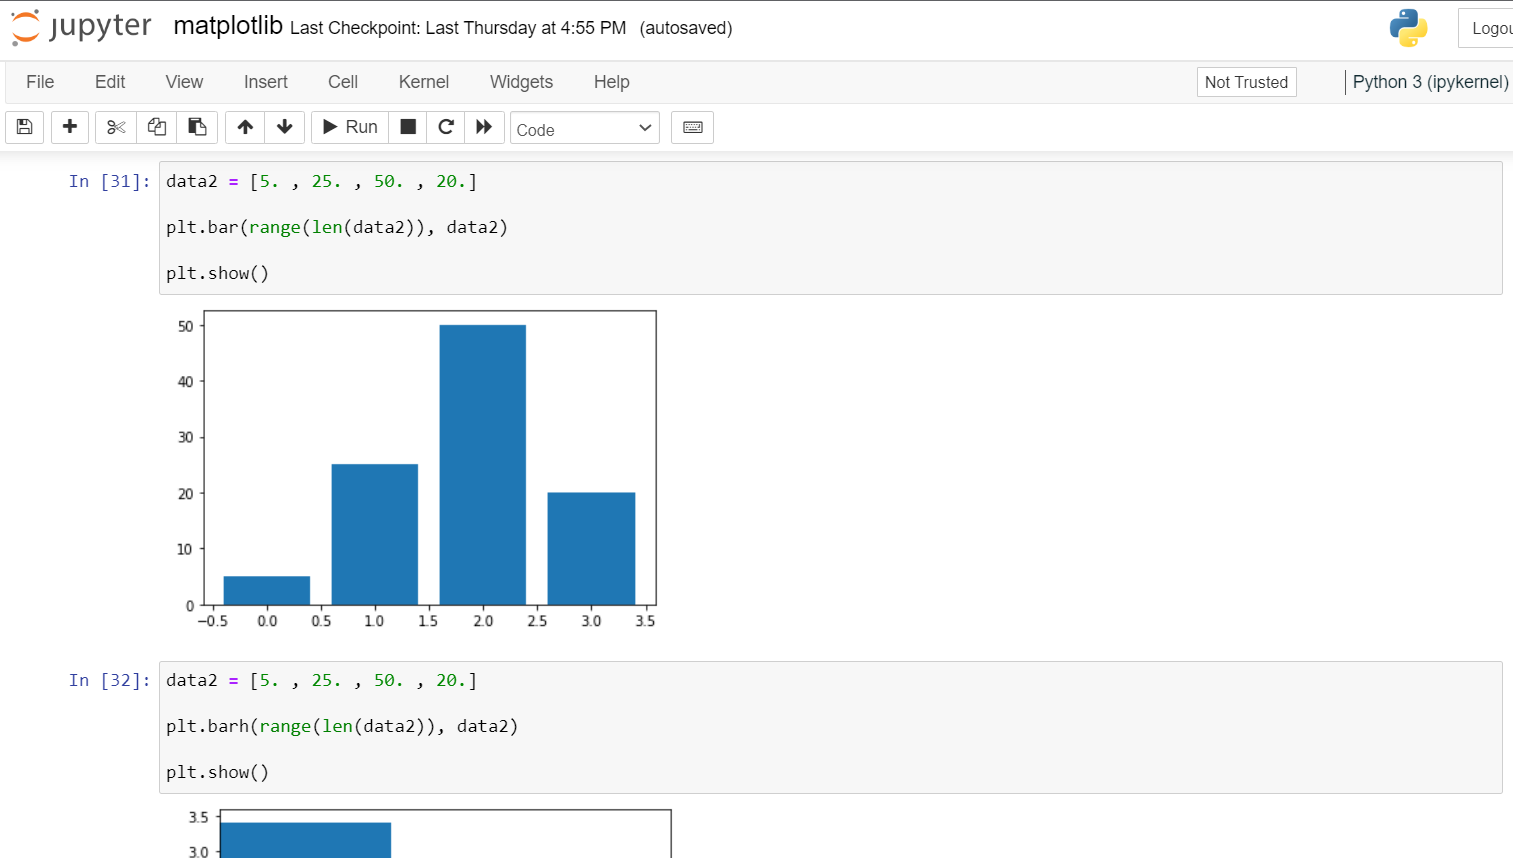 jupyter matplotlib Last Checkpoint: Last Thursday at 4:55 PM (autosaved)
File Edit View Insert Cell Kernel Widgets Help Not Trusted Python 3 (ipykernel)
Run Code
In [31]: data2 = [5. , 25. , 50. , 20.]
plt.bar(range(len(data2)), data2)
plt.show()
50
40
30
20
10
0
−0.5 0.0 0.5 1.0 1.5 2.0 2.5 3.0 3.5
In [32]: data2 = [5. , 25. , 50. , 20.]
plt.barh(range(len(data2)), data2)
plt.show()
3.5
3.0